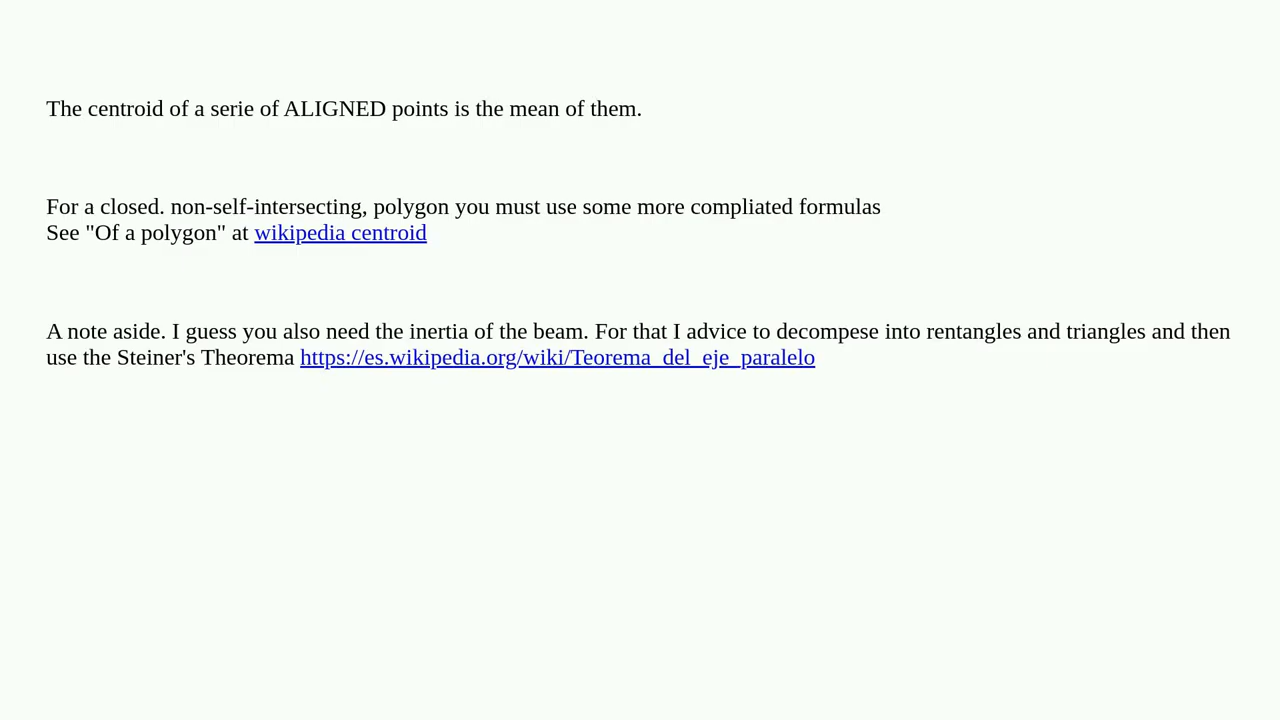 The centroid of a serie of ALIGNED points is the mean of them.
For a closed. non-self-intersecting, polygon you must use some more compliated formulas
See "Of a polygon" at wikipedia centroid
A note aside. I guess you also need the inertia of the beam. For that I advice to decompese into rentangles and triangles and then
use the Steiner's Theorema https://es.wikipedia.org/wiki/Teorema_del_eje_paralelo